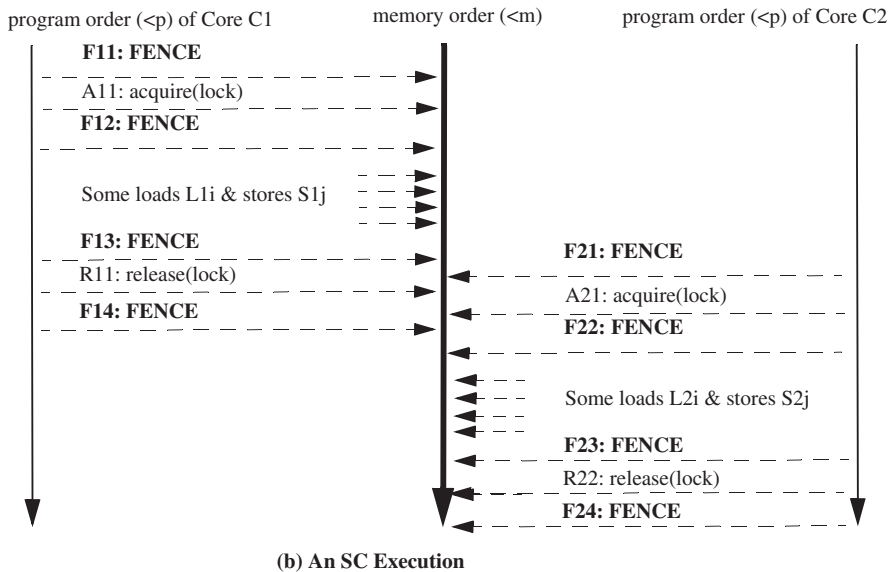 program order (<p) of Core C1
memory order (<m)
program order (<p) of Core C2
F11: FENCE
A11: acquire(lock)
F12: FENCE
Some loads L1i & stores S1j
F13: FENCE
R11: release(lock)
F14: FENCE
F21: FENCE
A21: acquire(lock)
F22: FENCE
Some loads L2i & stores S2j
F23: FENCE
R22: release(lock)
F24: FENCE
(b) An SC Execution